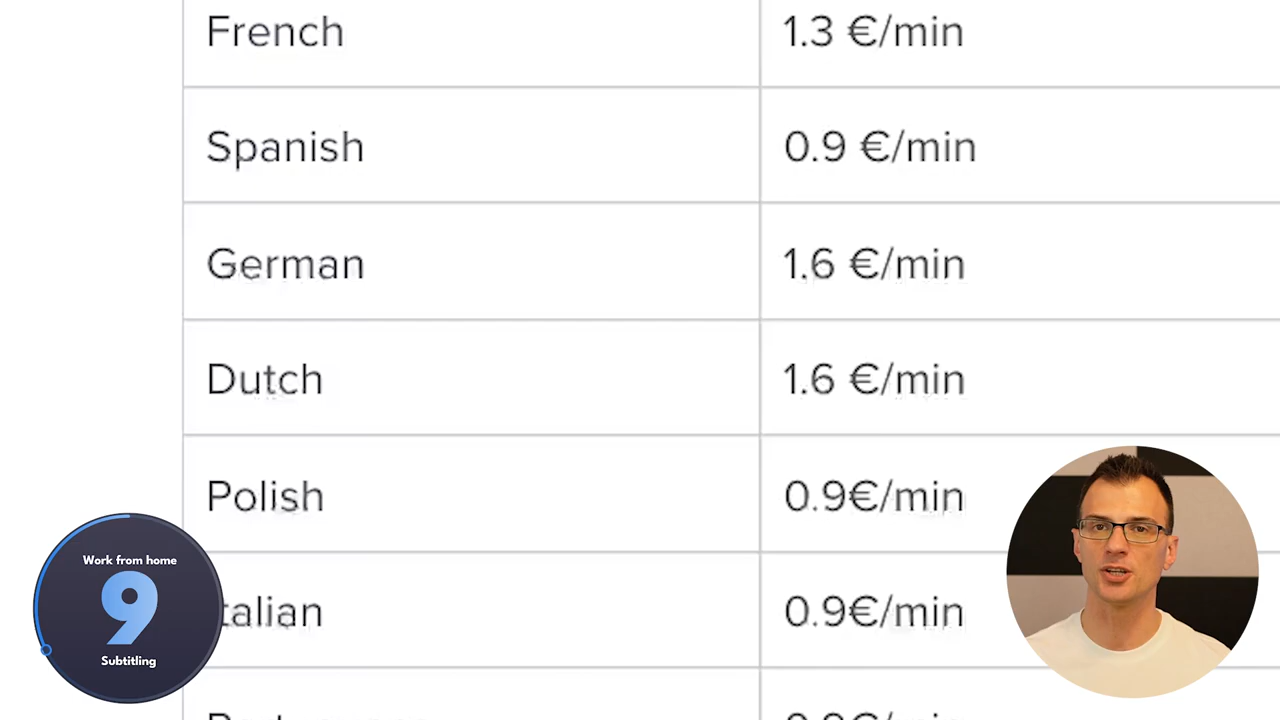 French 1.3 €/min
Spanish 0.9 €/min
German 1.6 €/min
Dutch 1.6 €/min
Polish 0.9€/min
talian 0.9€/min
Work from home
9
Subtitling